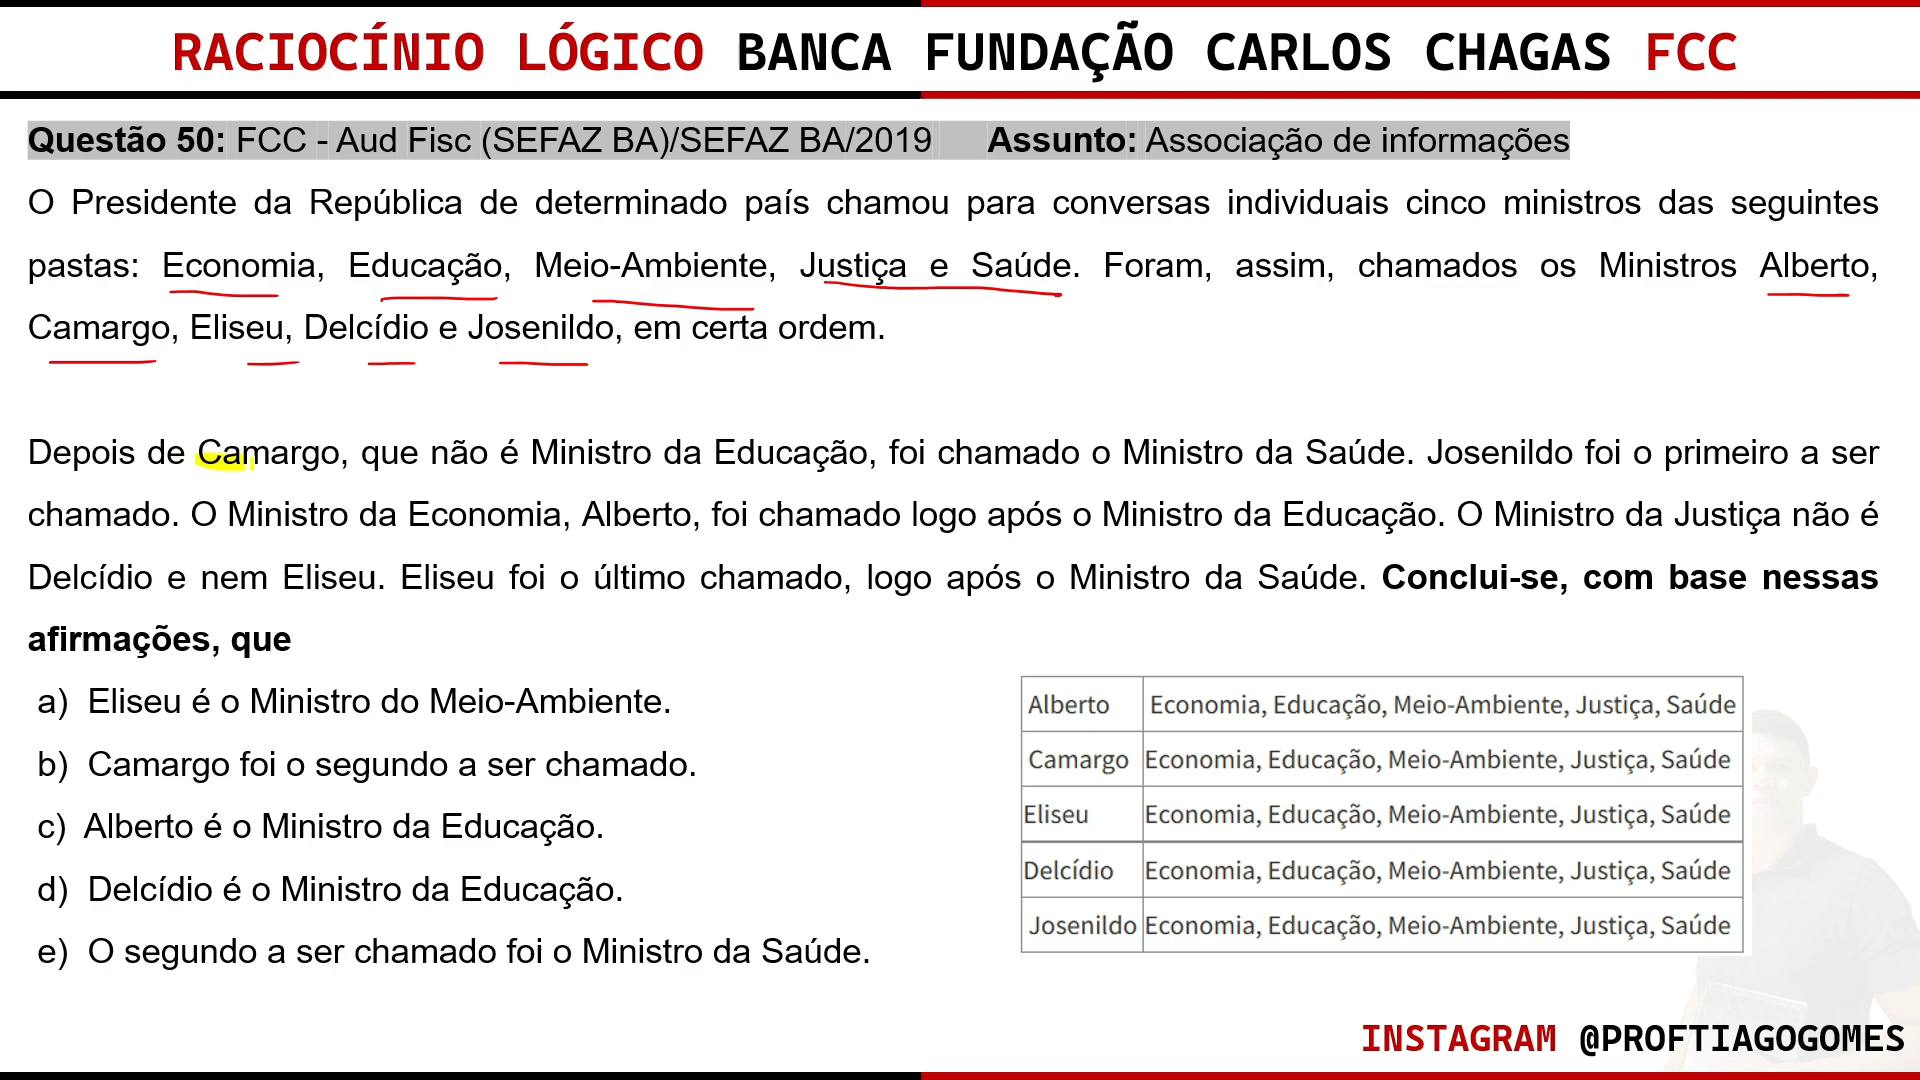 RACIOCÍNIO LÓGICO BANCA FUNDAÇÃO CARLOS CHAGAS FCC
Questão 50: FCC - Aud Fisc (SEFAZ BA)/SEFAZ BA/2019 Assunto: Associação de informações
O Presidente da República de determinado país chamou para conversas individuais cinco ministros das seguintes
pastas: Economia, Educação, Meio-Ambiente, Justiça e Saúde. Foram, assim, chamados os Ministros Alberto,
Camargo, Eliseu, Delcídio e Josenildo, em certa ordem.
Depois de Camargo, que não é Ministro da Educação, foi chamado o Ministro da Saúde. Josenildo foi o primeiro a ser
chamado. O Ministro da Economia, Alberto, foi chamado logo após o Ministro da Educação. O Ministro da Justiça não é
Delcídio e nem Eliseu. Eliseu foi o último chamado, logo após o Ministro da Saúde. Conclui-se, com base nessas
afirmações, que
a) Eliseu é o Ministro do Meio-Ambiente.
b) Camargo foi o segundo a ser chamado.
c) Alberto é o Ministro da Educação.
d) Delcídio é o Ministro da Educação.
e) O segundo a ser chamado foi o Ministro da Saúde.
Alberto Economia, Educação, Meio-Ambiente, Justiça, Saúde
Camargo Economia, Educação, Meio-Ambiente, Justiça, Saúde
Eliseu Economia, Educação, Meio-Ambiente, Justiça, Saúde
Delcídio Economia, Educação, Meio-Ambiente, Justiça, Saúde
Josenildo Economia, Educação, Meio-Ambiente, Justiça, Saúde
INSTAGRAM @PROFTIAGOGOMES